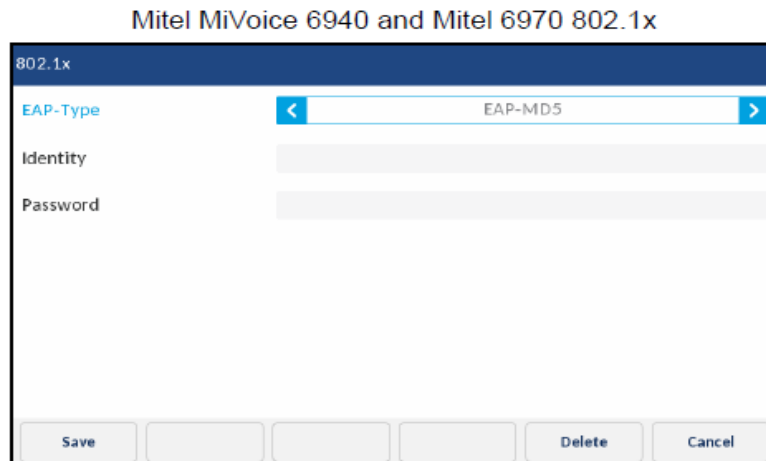 Mitel MiVoice 6940 and Mitel 6970 802.1x
802.1x
EAP-Type < EAP-MD5 >
Identity
Password
Save Delete Cancel